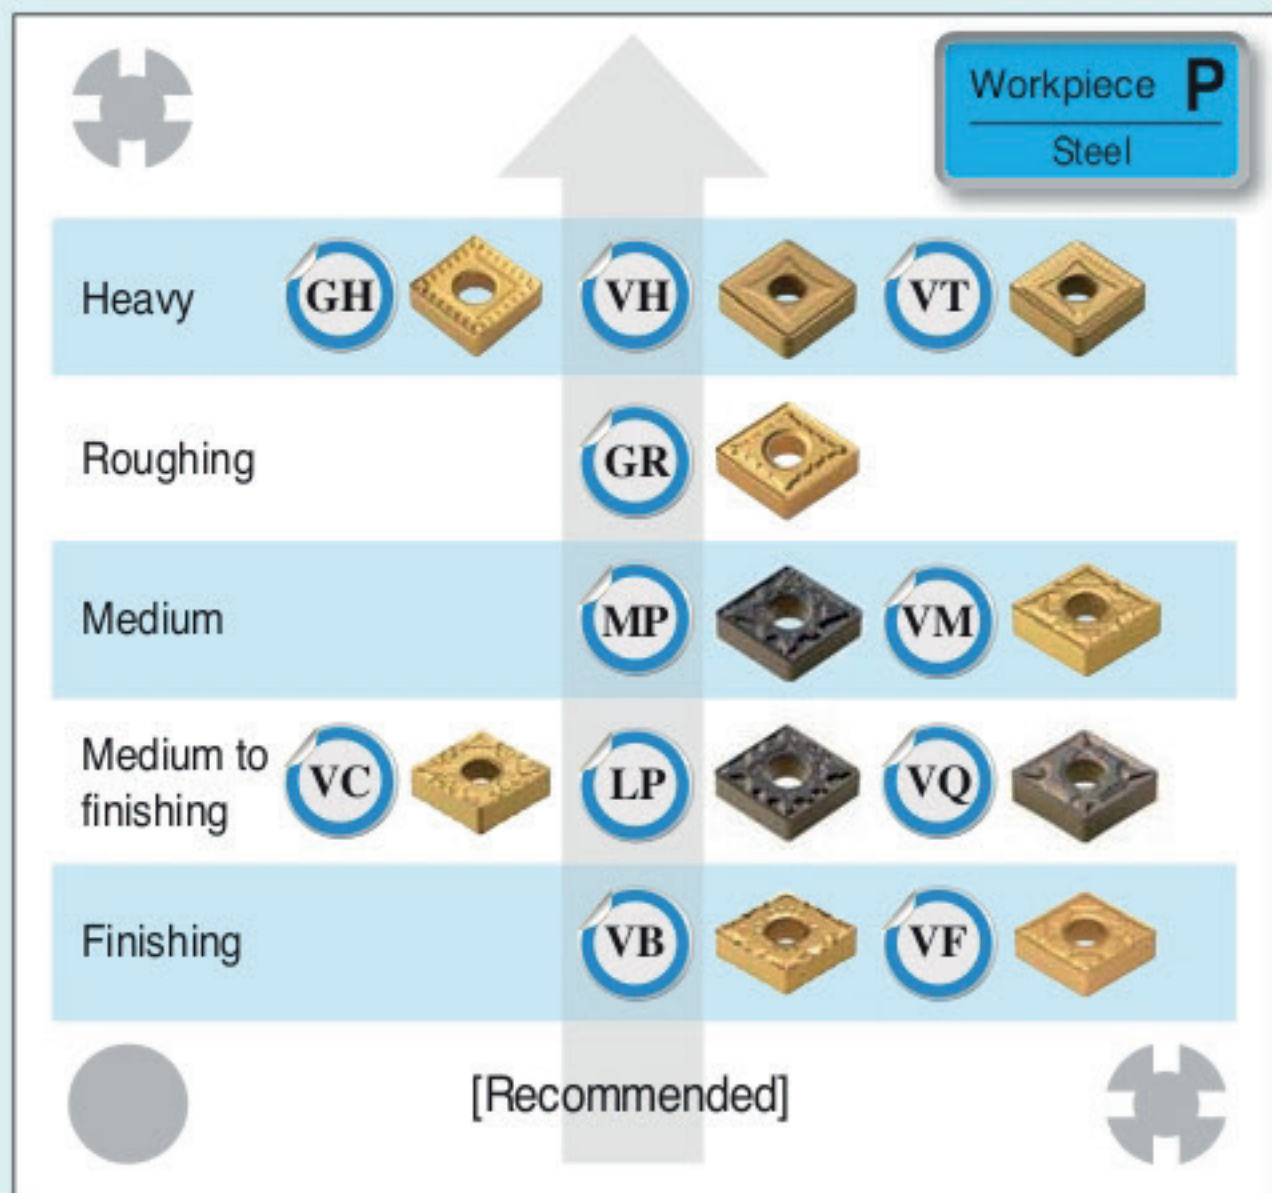 Workpiece P
Steel
Heavy GH VH VT
Roughing GR
Medium MP VM
Medium to
finishing VC LP VQ
Finishing VB VF
[Recommended]